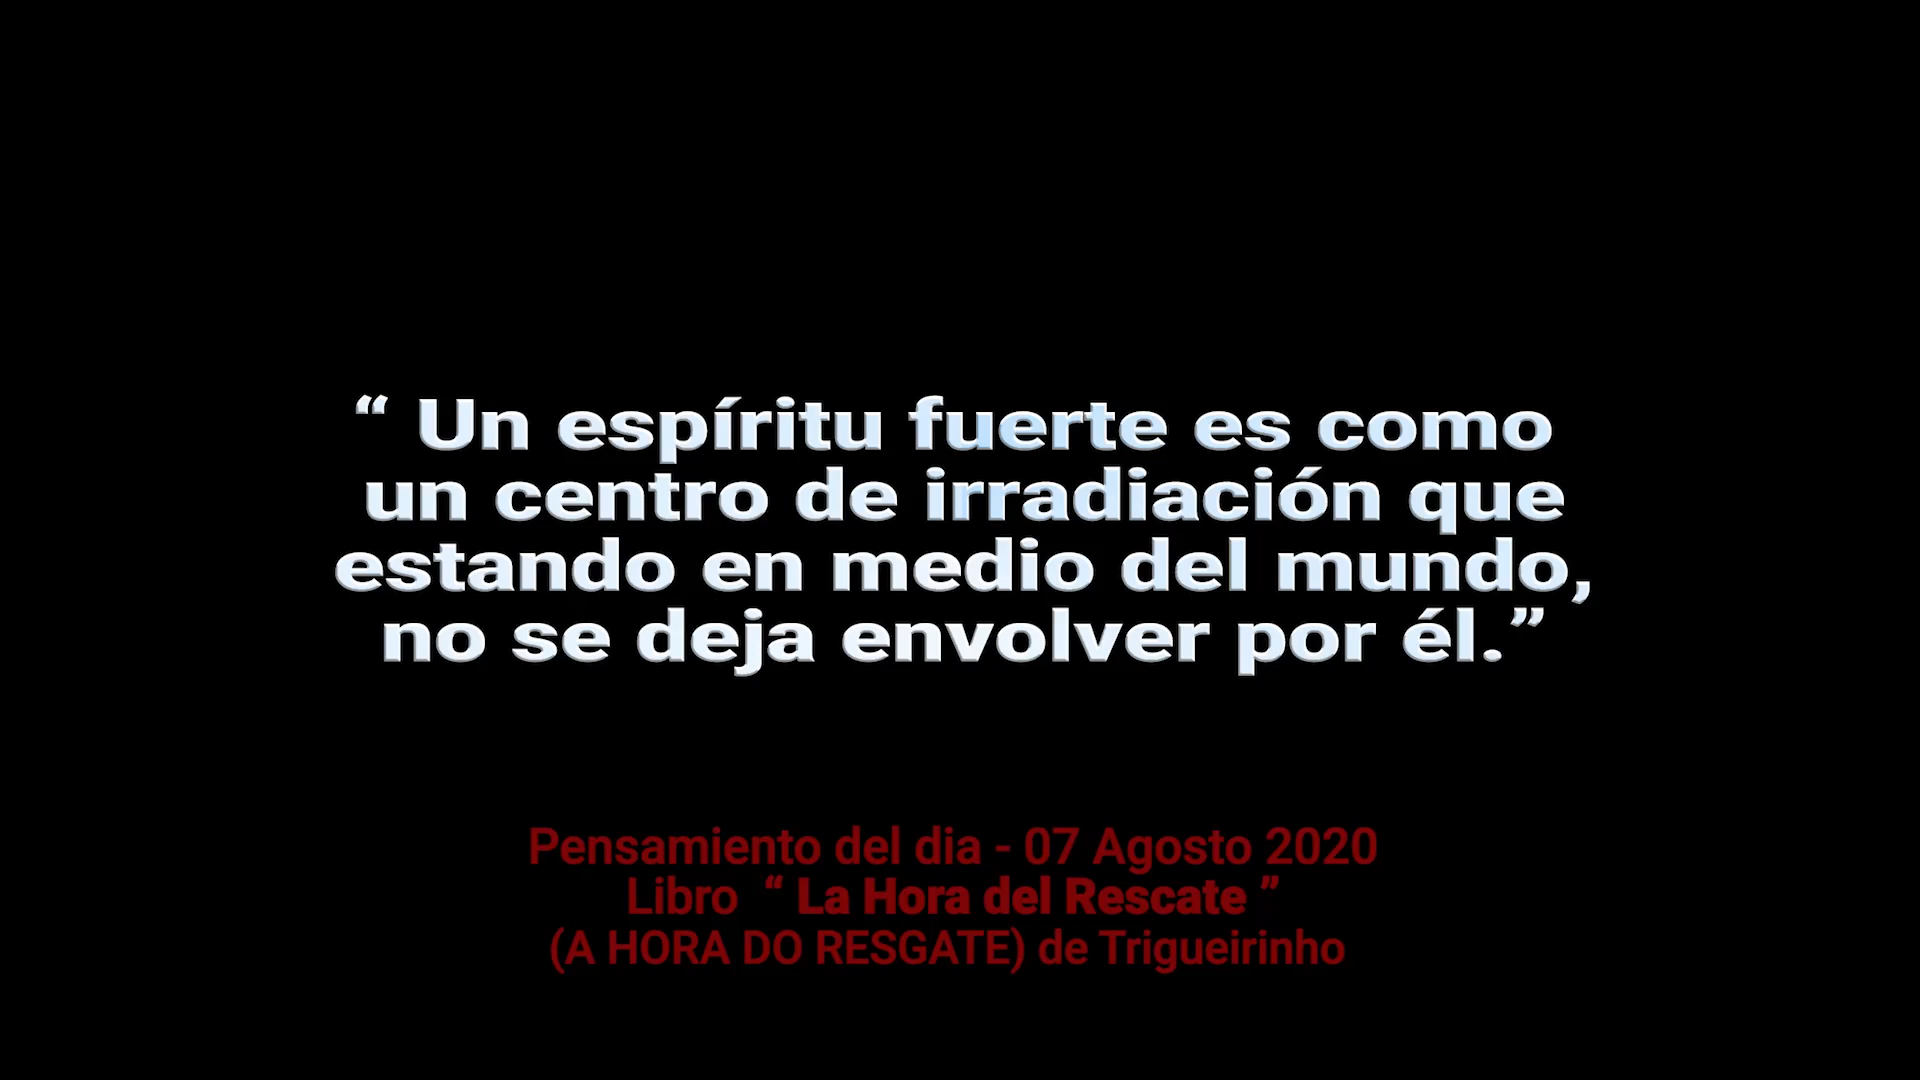 “ Un espíritu fuerte es como
un centro de irradiación que
estando en medio del mundo,
no se deja envolver por él.”
Pensamiento del dia - 07 Agosto 2020
Libro “ La Hora del Rescate ”
(A HORA DO RESGATE) de Trigueirinho